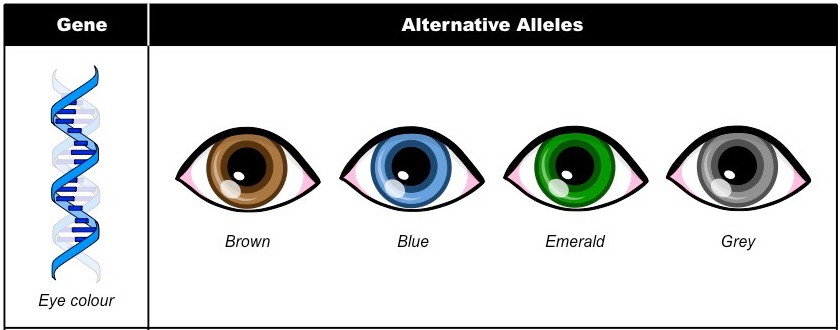 Gene
Alternative Alleles
Brown
Blue
Emerald
Grey
Eye colour